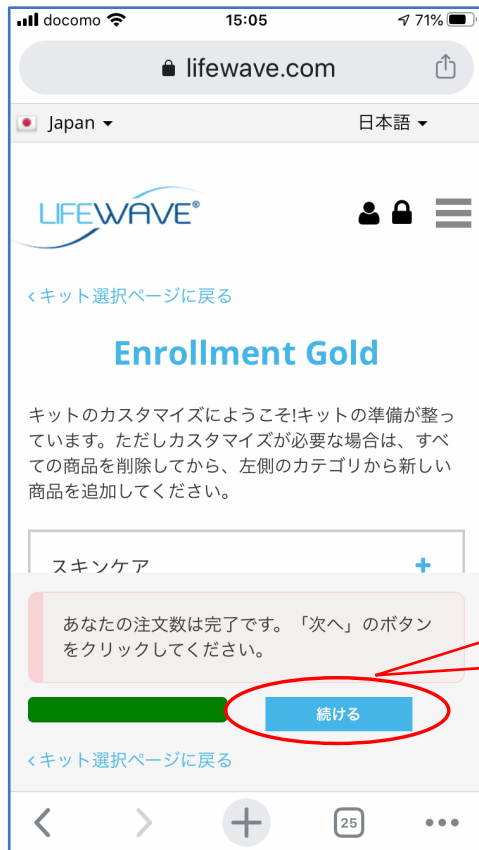 docomo 15:05 71%
lifewave.com
Japan 日本語
LIFEWAVE®
キット選択ページに戻る
Enrollment Gold
キットのカスタマイズにようこそ!キットの準備が整っ
ています。ただしカスタマイズが必要な場合は、すべ
ての商品を削除してから、左側のカテゴリから新しい
商品を追加してください。
スキンケア +
あなたの注文数は完了です。「次へ」のボタン
をクリックしてください。
続ける
キット選択ページに戻る
25